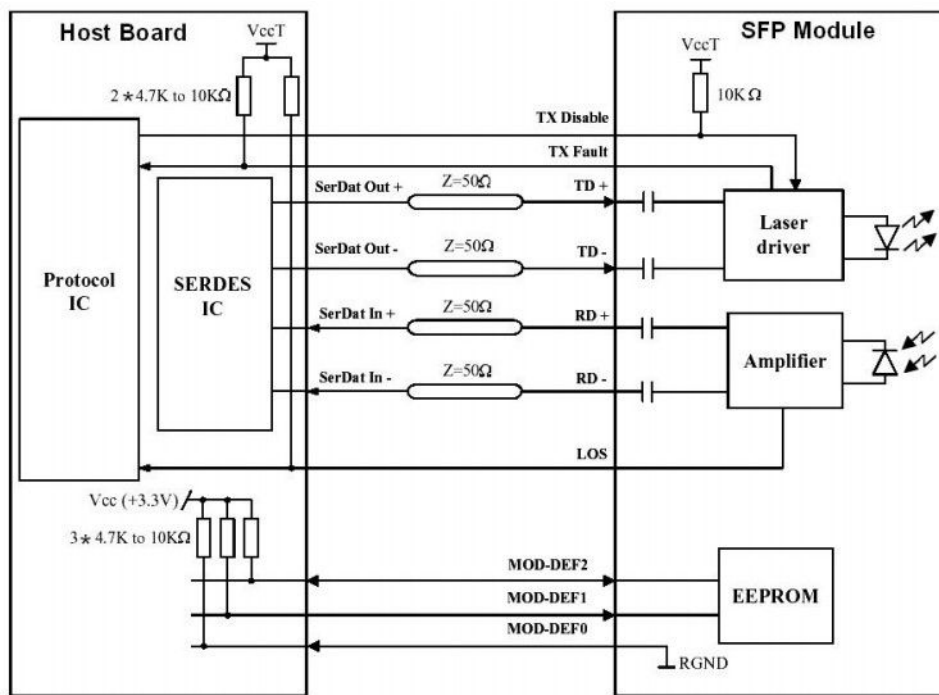 Host Board
SFP Module
VccT
VccT
2*4.7K to 10KΩ
10KΩ
TX Disable
TX Fault
SerDat Out +
Z=50Ω
TD +
SerDat Out -
Z=50Ω
TD -
Laser
driver
Protocol
IC
SERDES
IC
SerDat In +
Z=50Ω
RD +
SerDat In -
Z=50Ω
RD -
Amplifier
LOS
Vcc (+3.3V)
3*4.7K to 10KΩ
MOD-DEF2
MOD-DEF1
MOD-DEF0
EEPROM
RGND